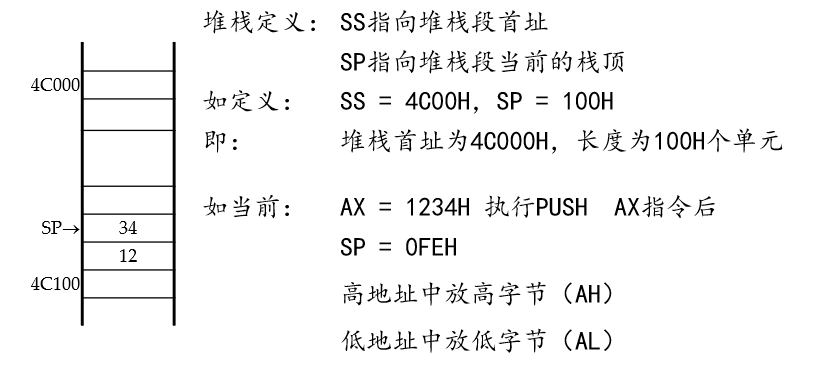 堆栈定义： SS指向堆栈段首址
SP指向堆栈段当前的栈顶
4C000
如定义： SS = 4C00H，SP = 100H
即： 堆栈首址为4C000H，长度为100H个单元
如当前： AX = 1234H 执行PUSH AX指令后
SP→ 34
SP = 0FEH
12
4C100
高地址中放高字节（AH）
低地址中放低字节（AL）